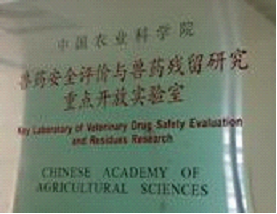 中国农业科学院
兽药安全评价与兽药残留研究
重点开放实验室
Key Laboratory of Veterinary Drug Safety Evaluation
and Residues Research
CHINESE ACADEMY OF
AGRICULTURAL SCIENCES